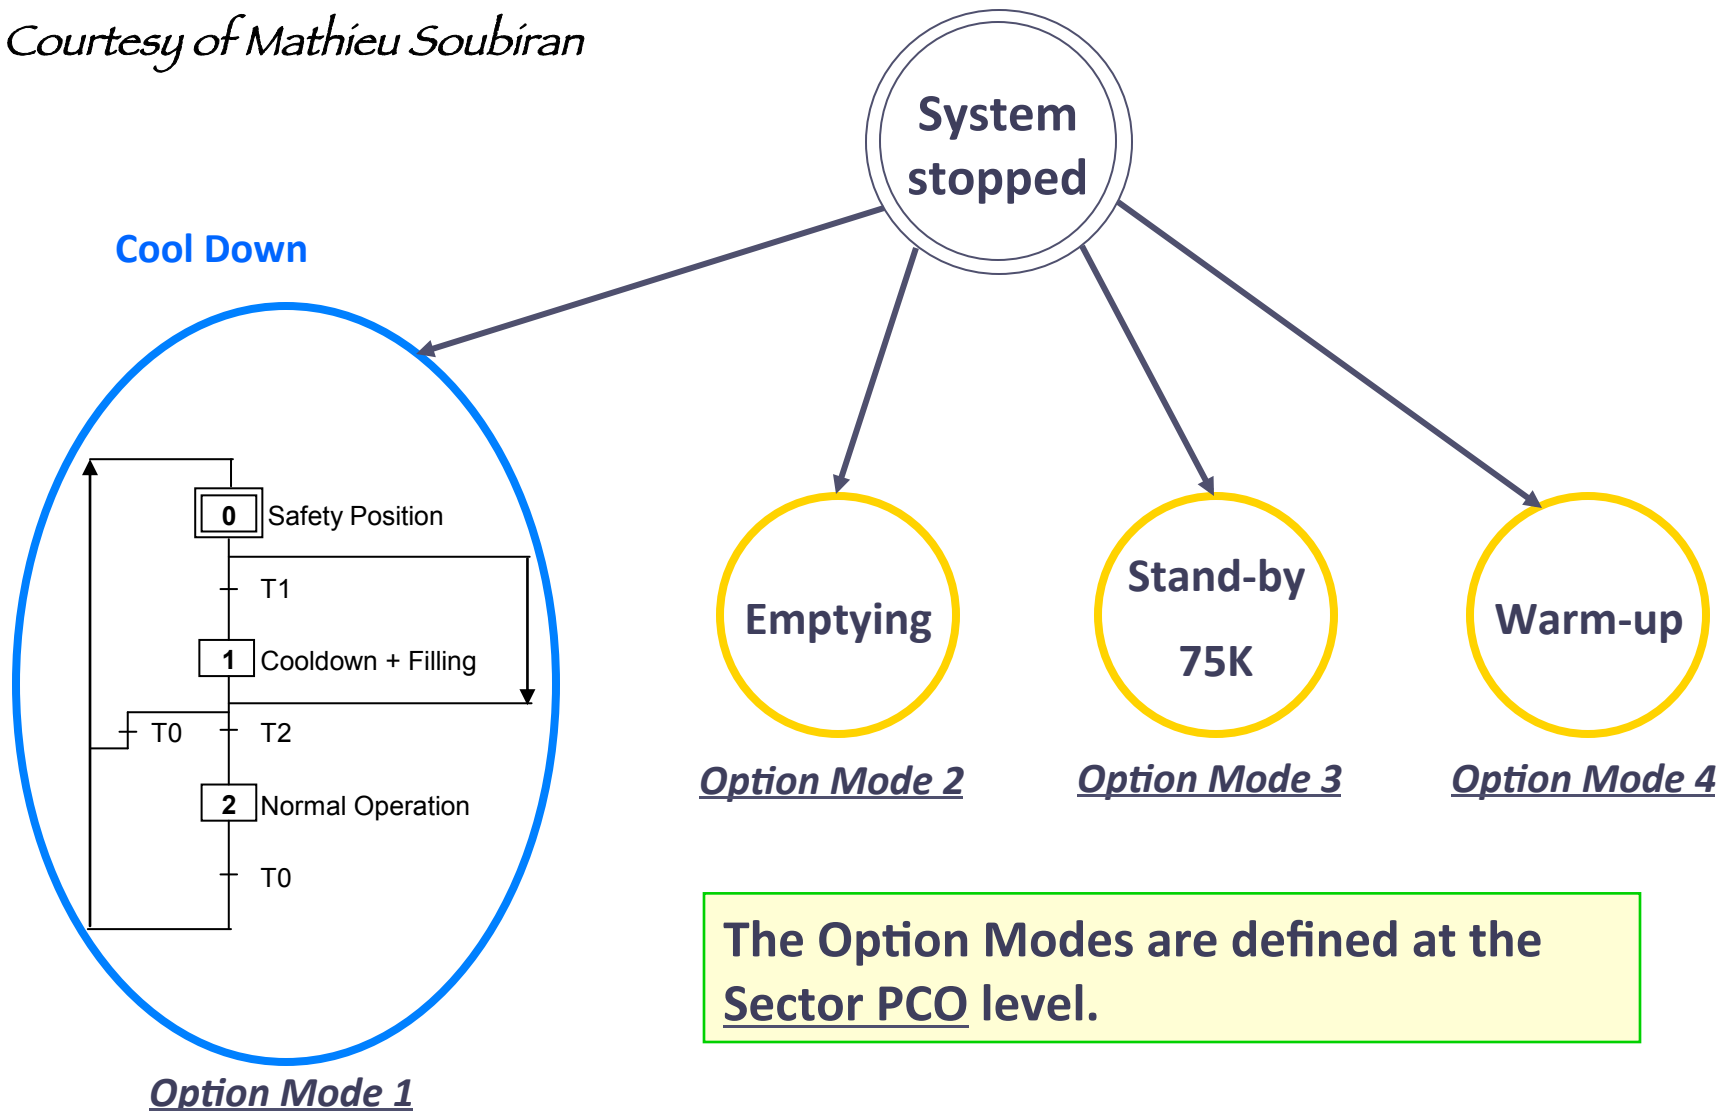 Courtesy of Mathieu Soubiran
System
stopped
Cool Down
0 Safety Position
T1
1 Cooldown + Filling
T0 T2
2 Normal Operation
T0
Option Mode 1
Emptying
Option Mode 2
Stand-by
75K
Option Mode 3
Warm-up
Option Mode 4
The Option Modes are defined at the
Sector PCO level.